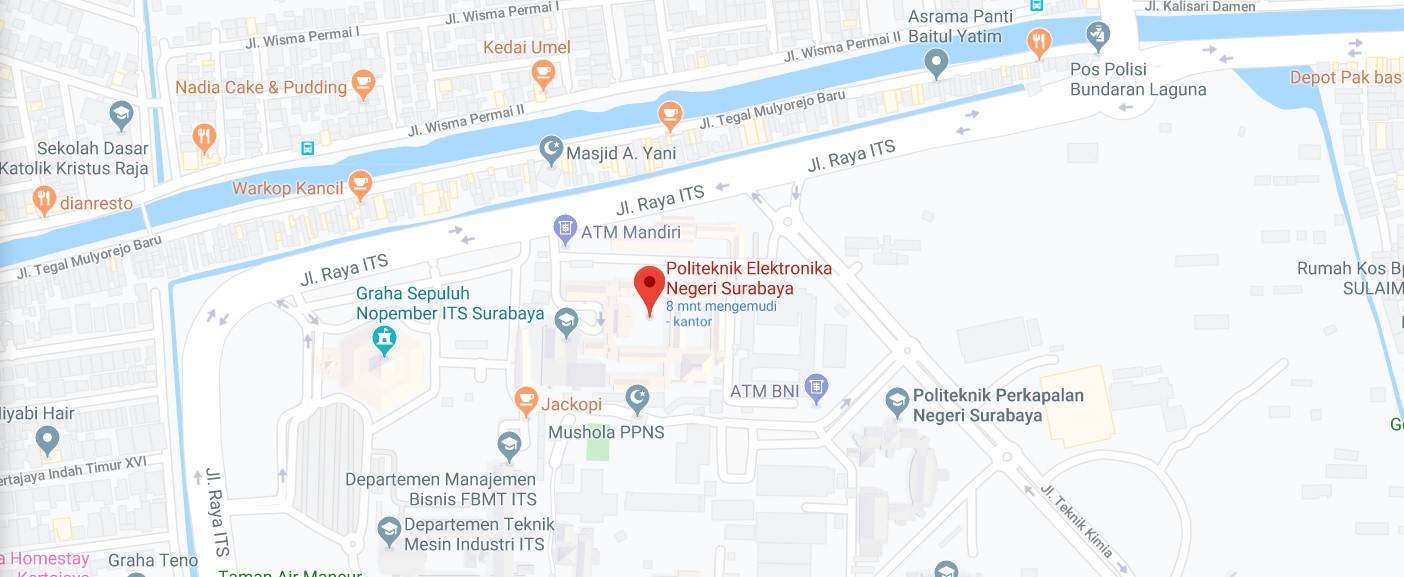 Jl. Kalisari Damen
Jl. Wisma Permai I
Jl. Wisma Permai I
Asrama Panti
Baitul Yatim
Jl. Wisma Permai II
Kedai Umel
Pos Polisi
Bundaran Laguna
Depot Pak bas
Nadia Cake & Pudding
Jl. Wisma Permai II
Jl. Tegal Mulyorejo Baru
Sekolah Dasar
Katolik Kristus Raja
Masjid A. Yani
Jl. Raya ITS
Warkop Kancil
dianresto
Jl. Raya ITS
ATM Mandiri
Jl. Tegal Mulyorejo Baru
Jl. Raya ITS
Politeknik Elektronika
Negeri Surabaya
8 mnt mengemudi
- kantor
Rumah Kos Bp
SULAIM
Graha Sepuluh
Nopember ITS Surabaya
ATM BNI
Politeknik Perkapalan
Negeri Surabaya
Jackopi
Mushola PPNS
liyabi Hair
ertajaya Indah Timur XVI
Departemen Manajemen
Bisnis FBMT ITS
Jl. Raya ITS
Departemen Teknik
Mesin Industri ITS
Jl. Teknik Kimia
a Homestay
Kertajaya
Graha Teno
Taman Air Mancur